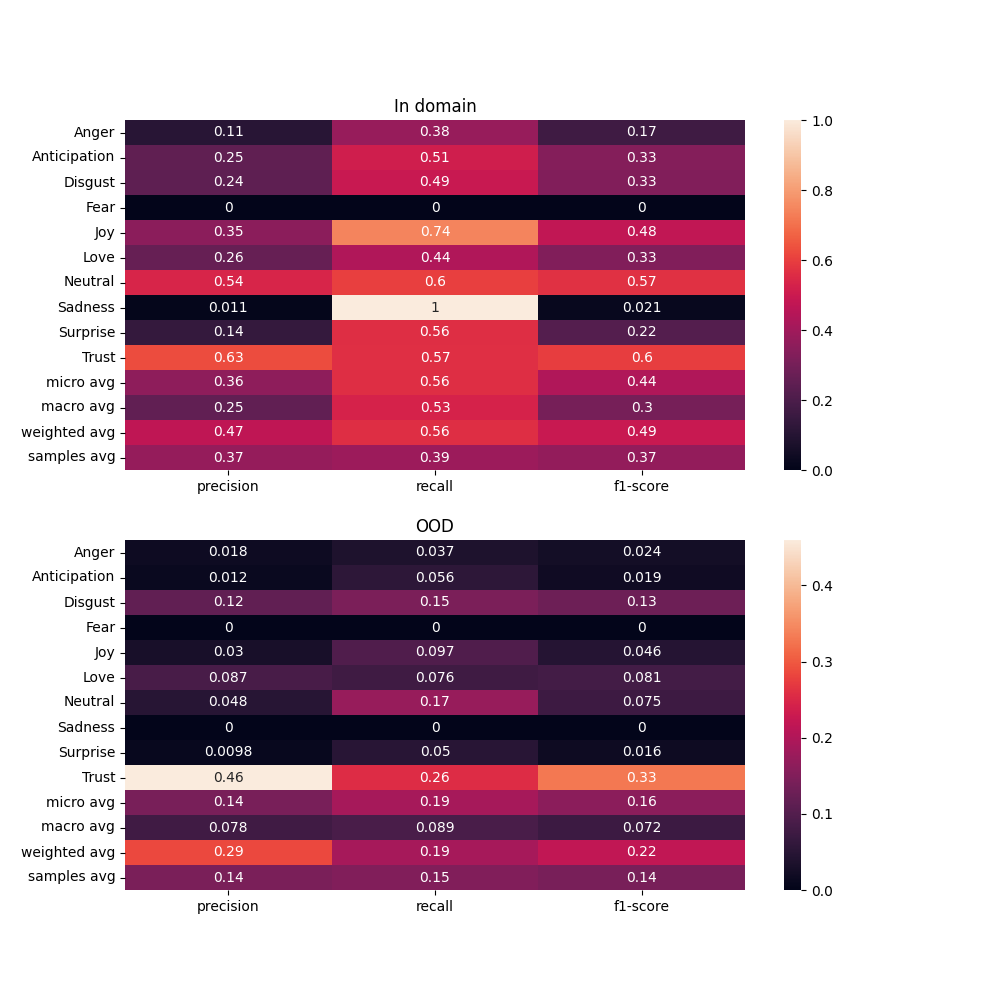 In domain
Anger 0.11 0.38 0.17 1.0
Anticipation 0.25 0.51 0.33
Disgust 0.24 0.49 0.33 0.8
Fear 0 0 0
Joy 0.35 0.74 0.48
Love 0.26 0.44 0.33 0.6
Neutral 0.54 0.6 0.57
Sadness 0.011 1 0.021
Surprise 0.14 0.56 0.22 0.4
Trust 0.63 0.57 0.6
micro avg 0.36 0.56 0.44
macro avg 0.25 0.53 0.3 0.2
weighted avg 0.47 0.56 0.49
samples avg 0.37 0.39 0.37 0.0
precision recall f1-score
OOD
Anger 0.018 0.037 0.024
Anticipation 0.012 0.056 0.019 0.4
Disgust 0.12 0.15 0.13
Fear 0 0 0
Joy 0.03 0.097 0.046 0.3
Love 0.087 0.076 0.081
Neutral 0.048 0.17 0.075
Sadness 0 0 0 0.2
Surprise 0.0098 0.05 0.016
Trust 0.46 0.26 0.33
micro avg 0.14 0.19 0.16 0.1
macro avg 0.078 0.089 0.072
weighted avg 0.29 0.19 0.22
samples avg 0.14 0.15 0.14 0.0
precision recall f1-score